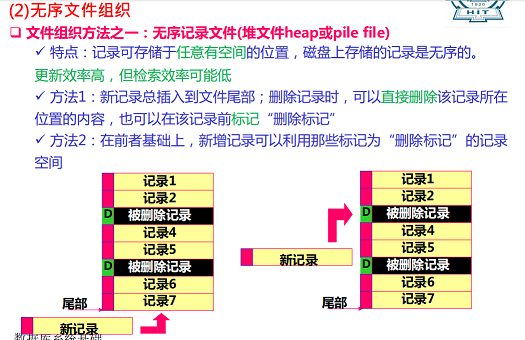 (2)无序文件组织
1920
HIT
❑ 文件组织方法之一：无序记录文件(堆文件heap或pile file)
✓ 特点：记录可存储于任意有空间的位置，磁盘上存储的记录是无序的。
更新效率高，但检索效率可能低
✓ 方法1：新记录总插入到文件尾部；删除记录时，可以直接删除该记录所在
位置的内容，也可以在该记录前标记“删除标记”
✓ 方法2：在前者基础上，新增记录可以利用那些标记为“删除标记”的记录
空间
记录1
记录2
D 被删除记录
记录4
记录5
D 被删除记录
记录6
记录7
尾部
新记录
记录1
记录2
D 被删除记录
记录4
记录5
D 被删除记录
记录6
记录7
新记录
尾部
数据库系统基础